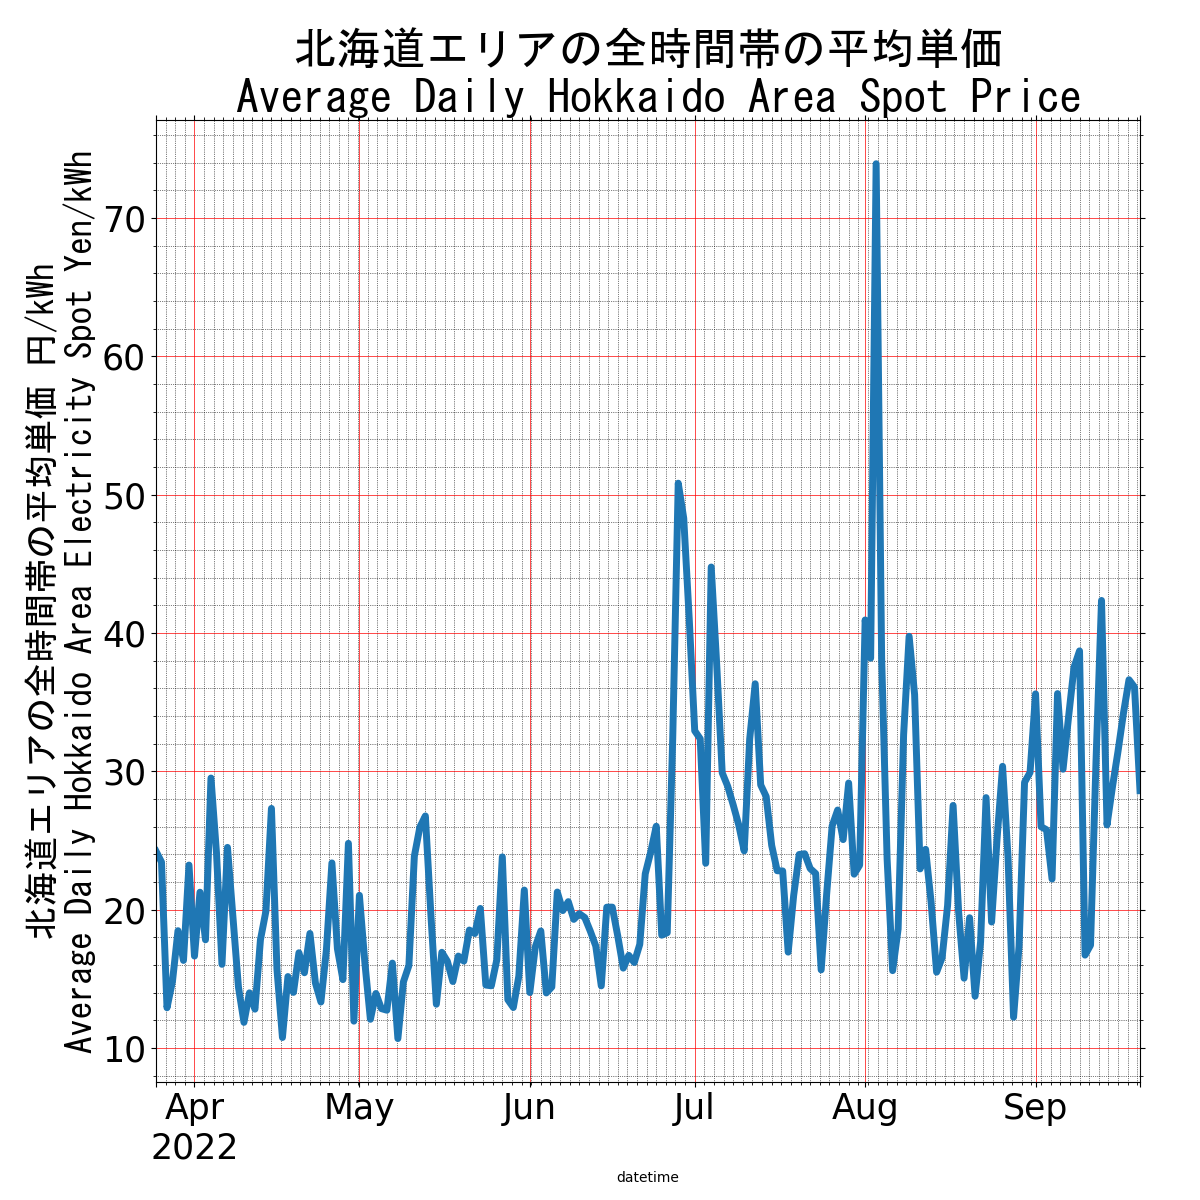 北海道エリアの全時間帯の平均単価
Average Daily Hokkaido Area Spot Price
北海道エリアの全時間帯の平均単価 円/kWh
Average Daily Hokkaido Area Electricity Spot Yen/kWh
70
60
50
40
30
20
10
Apr May Jun Jul Aug Sep
2022
datetime